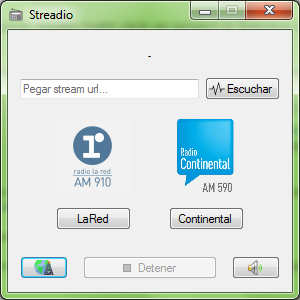 Streadio
-
Pegar stream url...
Escuchar
r
radio la red
AM 910
Radio
Continental
AM 590
LaRed
Continental
Detener